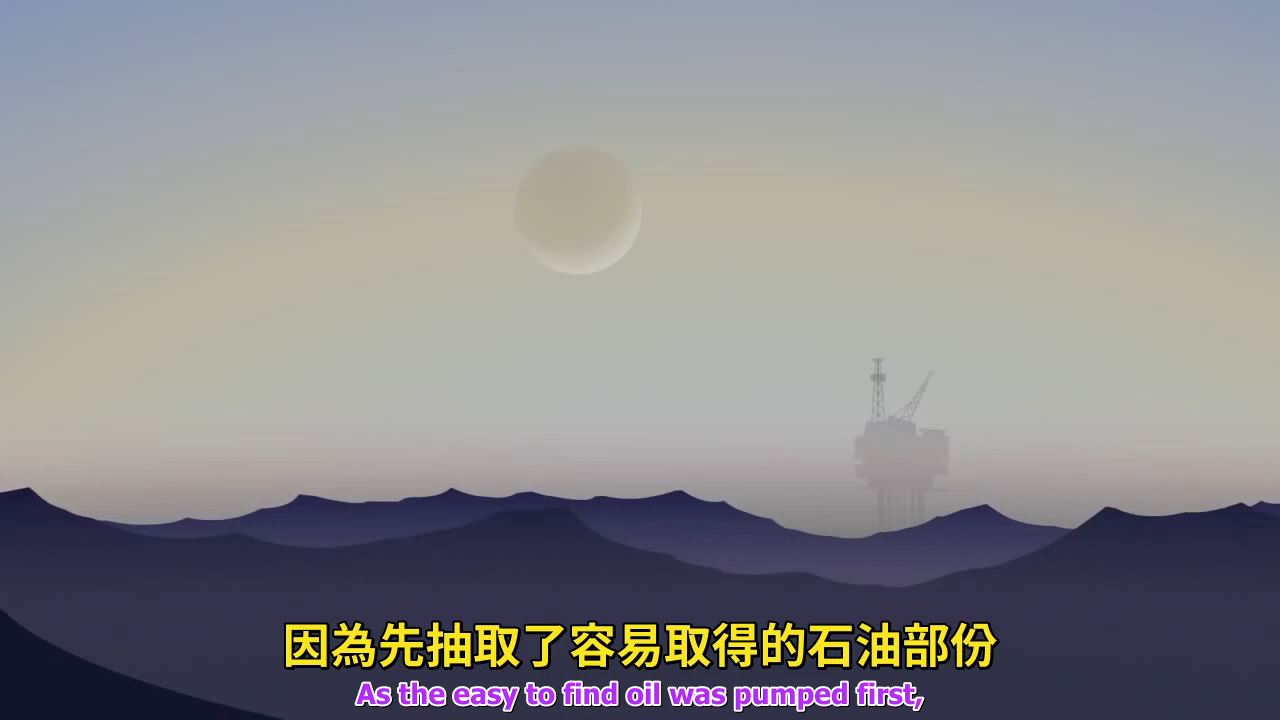 因為先抽取了容易取得的石油部份
As the easy to find oil was pumped first,